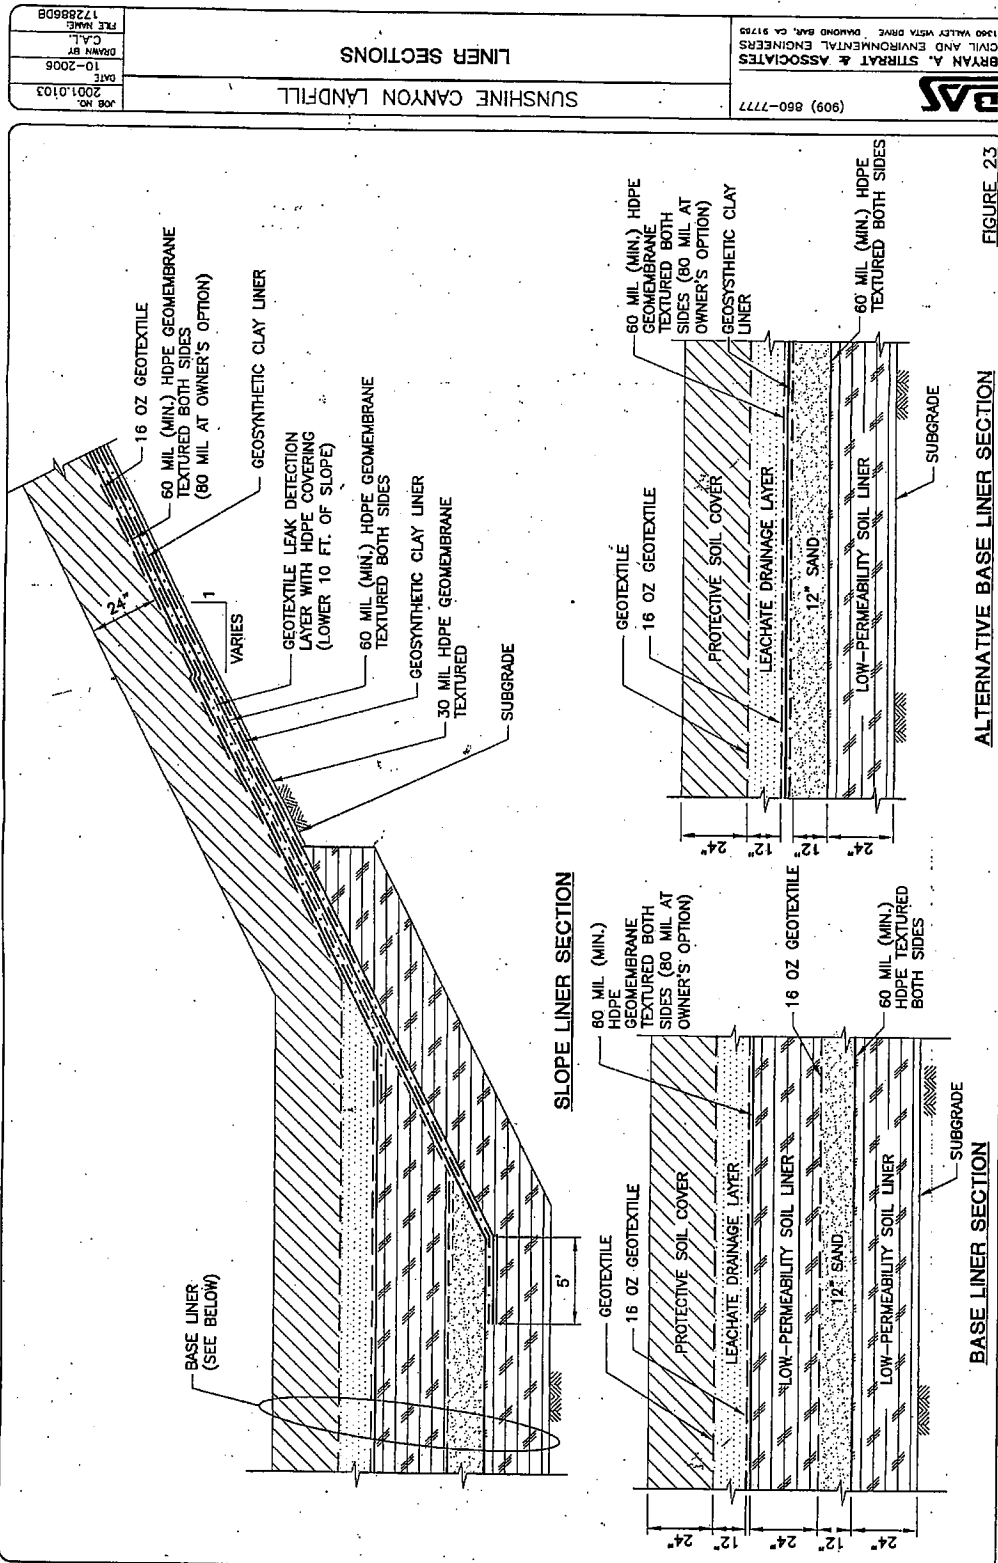 BASE LINER
(SEE BELOW)
24"
1
VARIES
5'
16 OZ GEOTEXTILE
60 MIL (MIN.) HDPE GEOMEMBRANE
TEXTURED BOTH SIDES
(80 MIL AT OWNER'S OPTION)
GEOSYNTHETIC CLAY LINER
GEOTEXTILE LEAK DETECTION
LAYER WITH HDPE COVERING
(LOWER 10 FT. OF SLOPE)
60 MIL (MIN.) HDPE GEOMEMBRANE
TEXTURED BOTH SIDES
GEOSYNTHETIC CLAY LINER
30 MIL HDPE GEOMEMBRANE
TEXTURED
SUBGRADE
SLOPE LINER SECTION
GEOTEXTILE
16 OZ GEOTEXTILE
60 MIL (MIN.)
HDPE
GEOMEMBRANE
TEXTURED BOTH
SIDES (80 MIL AT
OWNER'S OPTION)
24"
PROTECTIVE SOIL COVER
12"
LEACHATE DRAINAGE LAYER
24"
LOW-PERMEABILITY SOIL LINER
16 OZ GEOTEXTILE
12"
12" SAND
60 MIL (MIN.)
HDPE TEXTURED
BOTH SIDES
24"
LOW-PERMEABILITY SOIL LINER
SUBGRADE
BASE LINER SECTION
GEOTEXTILE
16 OZ GEOTEXTILE
60 MIL (MIN.) HDPE
GEOMEMBRANE
TEXTURED BOTH
SIDES (80 MIL AT
OWNER'S OPTION)
GEOSYSTHETIC CLAY
LINER
24"
PROTECTIVE SOIL COVER
12"
LEACHATE DRAINAGE LAYER
12"
12" SAND
60 MIL (MIN.) HDPE
TEXTURED BOTH SIDES
24"
LOW-PERMEABILITY SOIL LINER
SUBGRADE
ALTERNATIVE BASE LINER SECTION
FIGURE 23
BAS
(909) 860-7777
BRYAN A. STIRRAT & ASSOCIATES
CIVIL AND ENVIRONMENTAL ENGINEERS
1360 VALLEY VISTA DRIVE DIAMOND BAR, CA 91765
SUNSHINE CANYON LANDFILL
LINER SECTIONS
JOB NO.
2001.0103
DATE
10-2006
DRAWN BY
C.A.L.
FILE NAME:
17288GDB